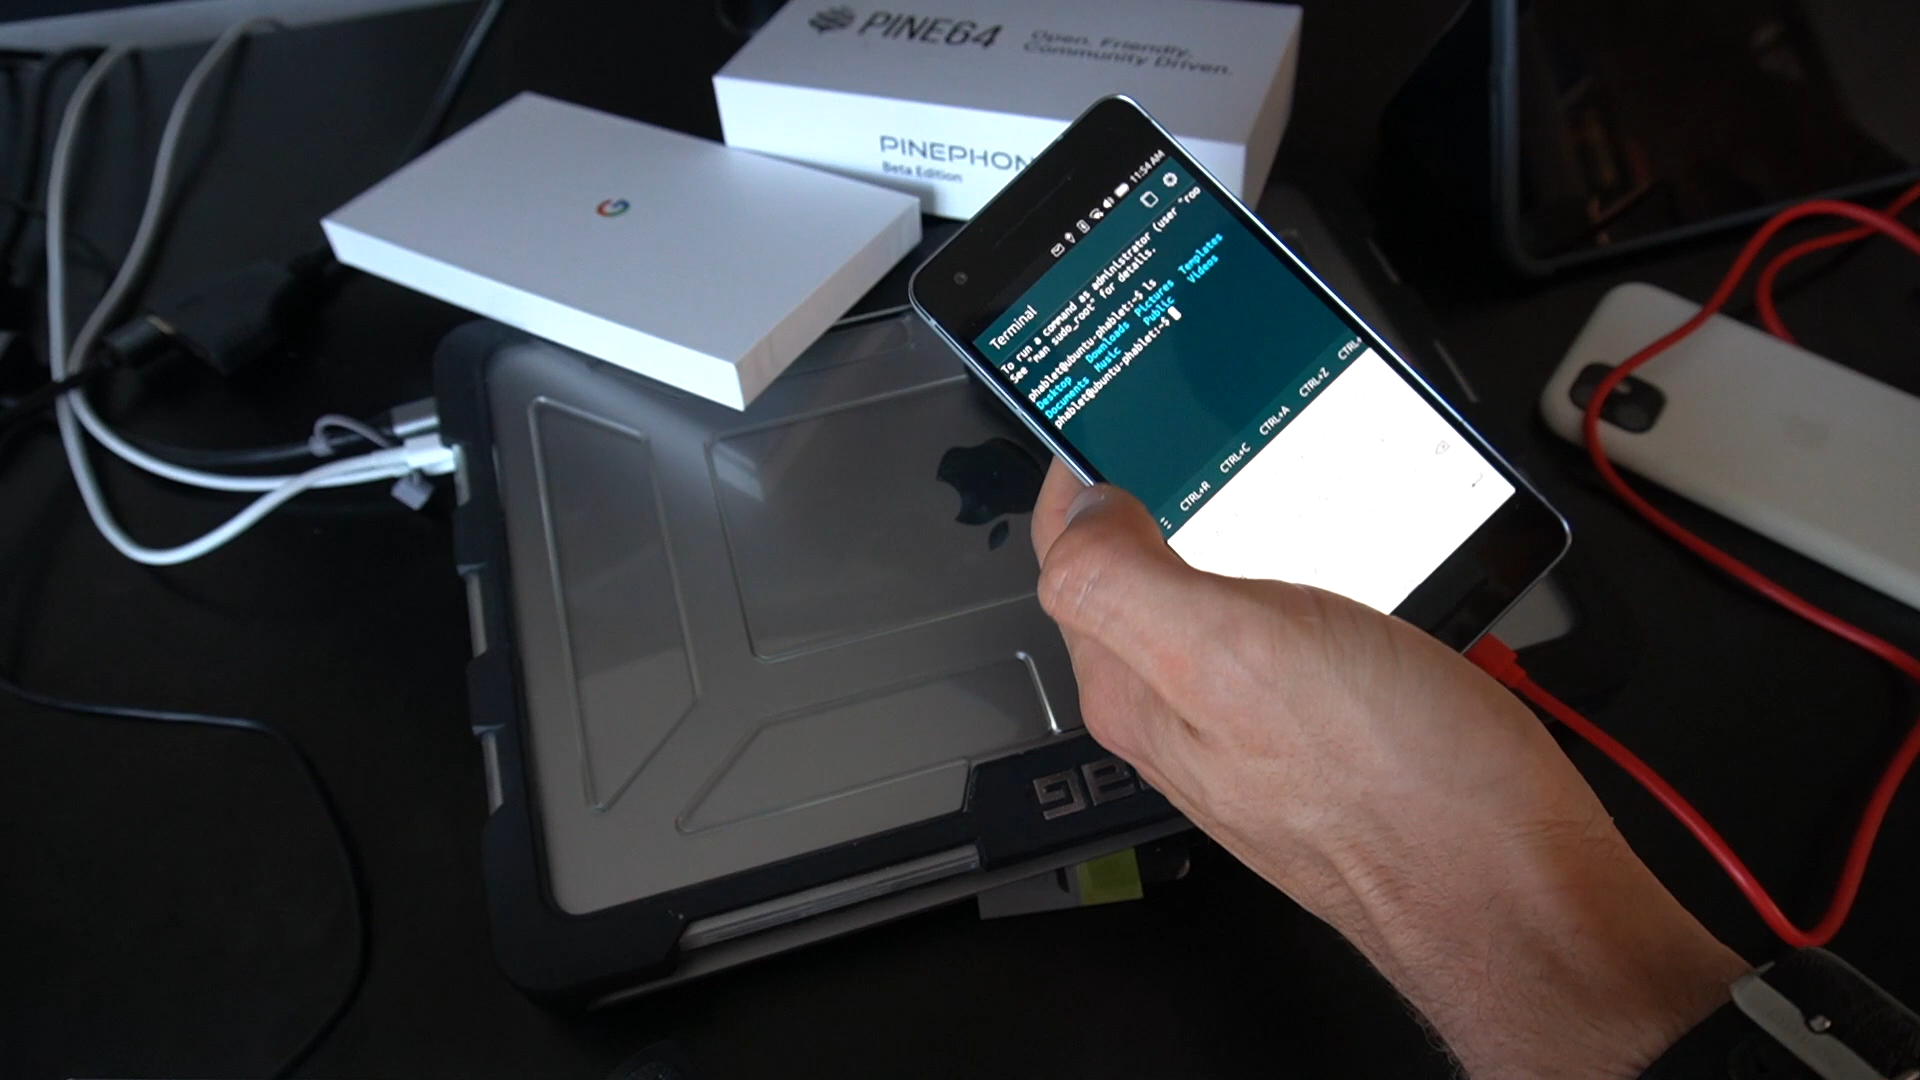 PINE64
Open. Friendly.
Community Driven.
PINEPHON
Beta Edition
G
11:54 AM
Terminal
To run a command as administrator (user "roo
See "man sudo_root" for details.
phablet@ubuntu-phablet:~$ ls
Desktop Downloads Pictures Templates
Documents Music Public Videos
phablet@ubuntu-phablet:~$
CTRL+R CTRL+C CTRL+A CTRL+Z CTRL+